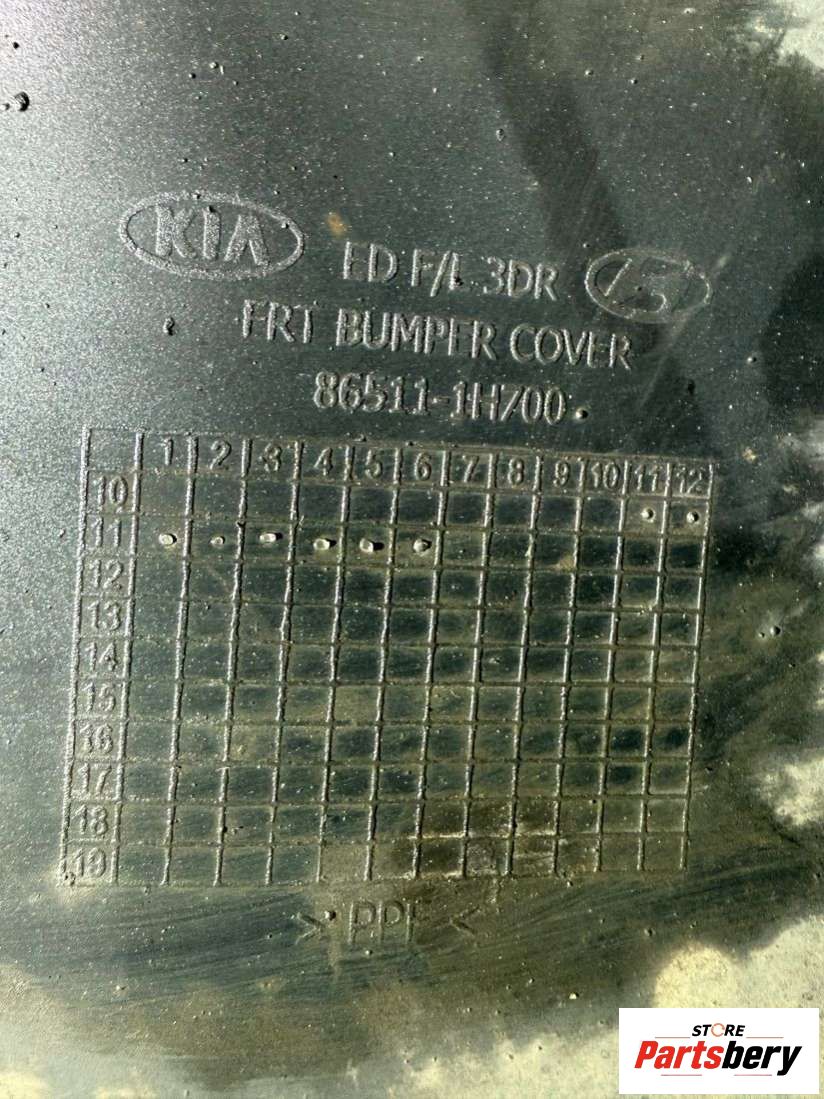 KIA ED F/L 3DR
FRT BUMPER COVER
86511-1H700
1 2 3 4 5 6 7 8 9 10 11 12
10
11
12
13
14
15
16
17
18
19
> PPF <
STORE
Partsbery